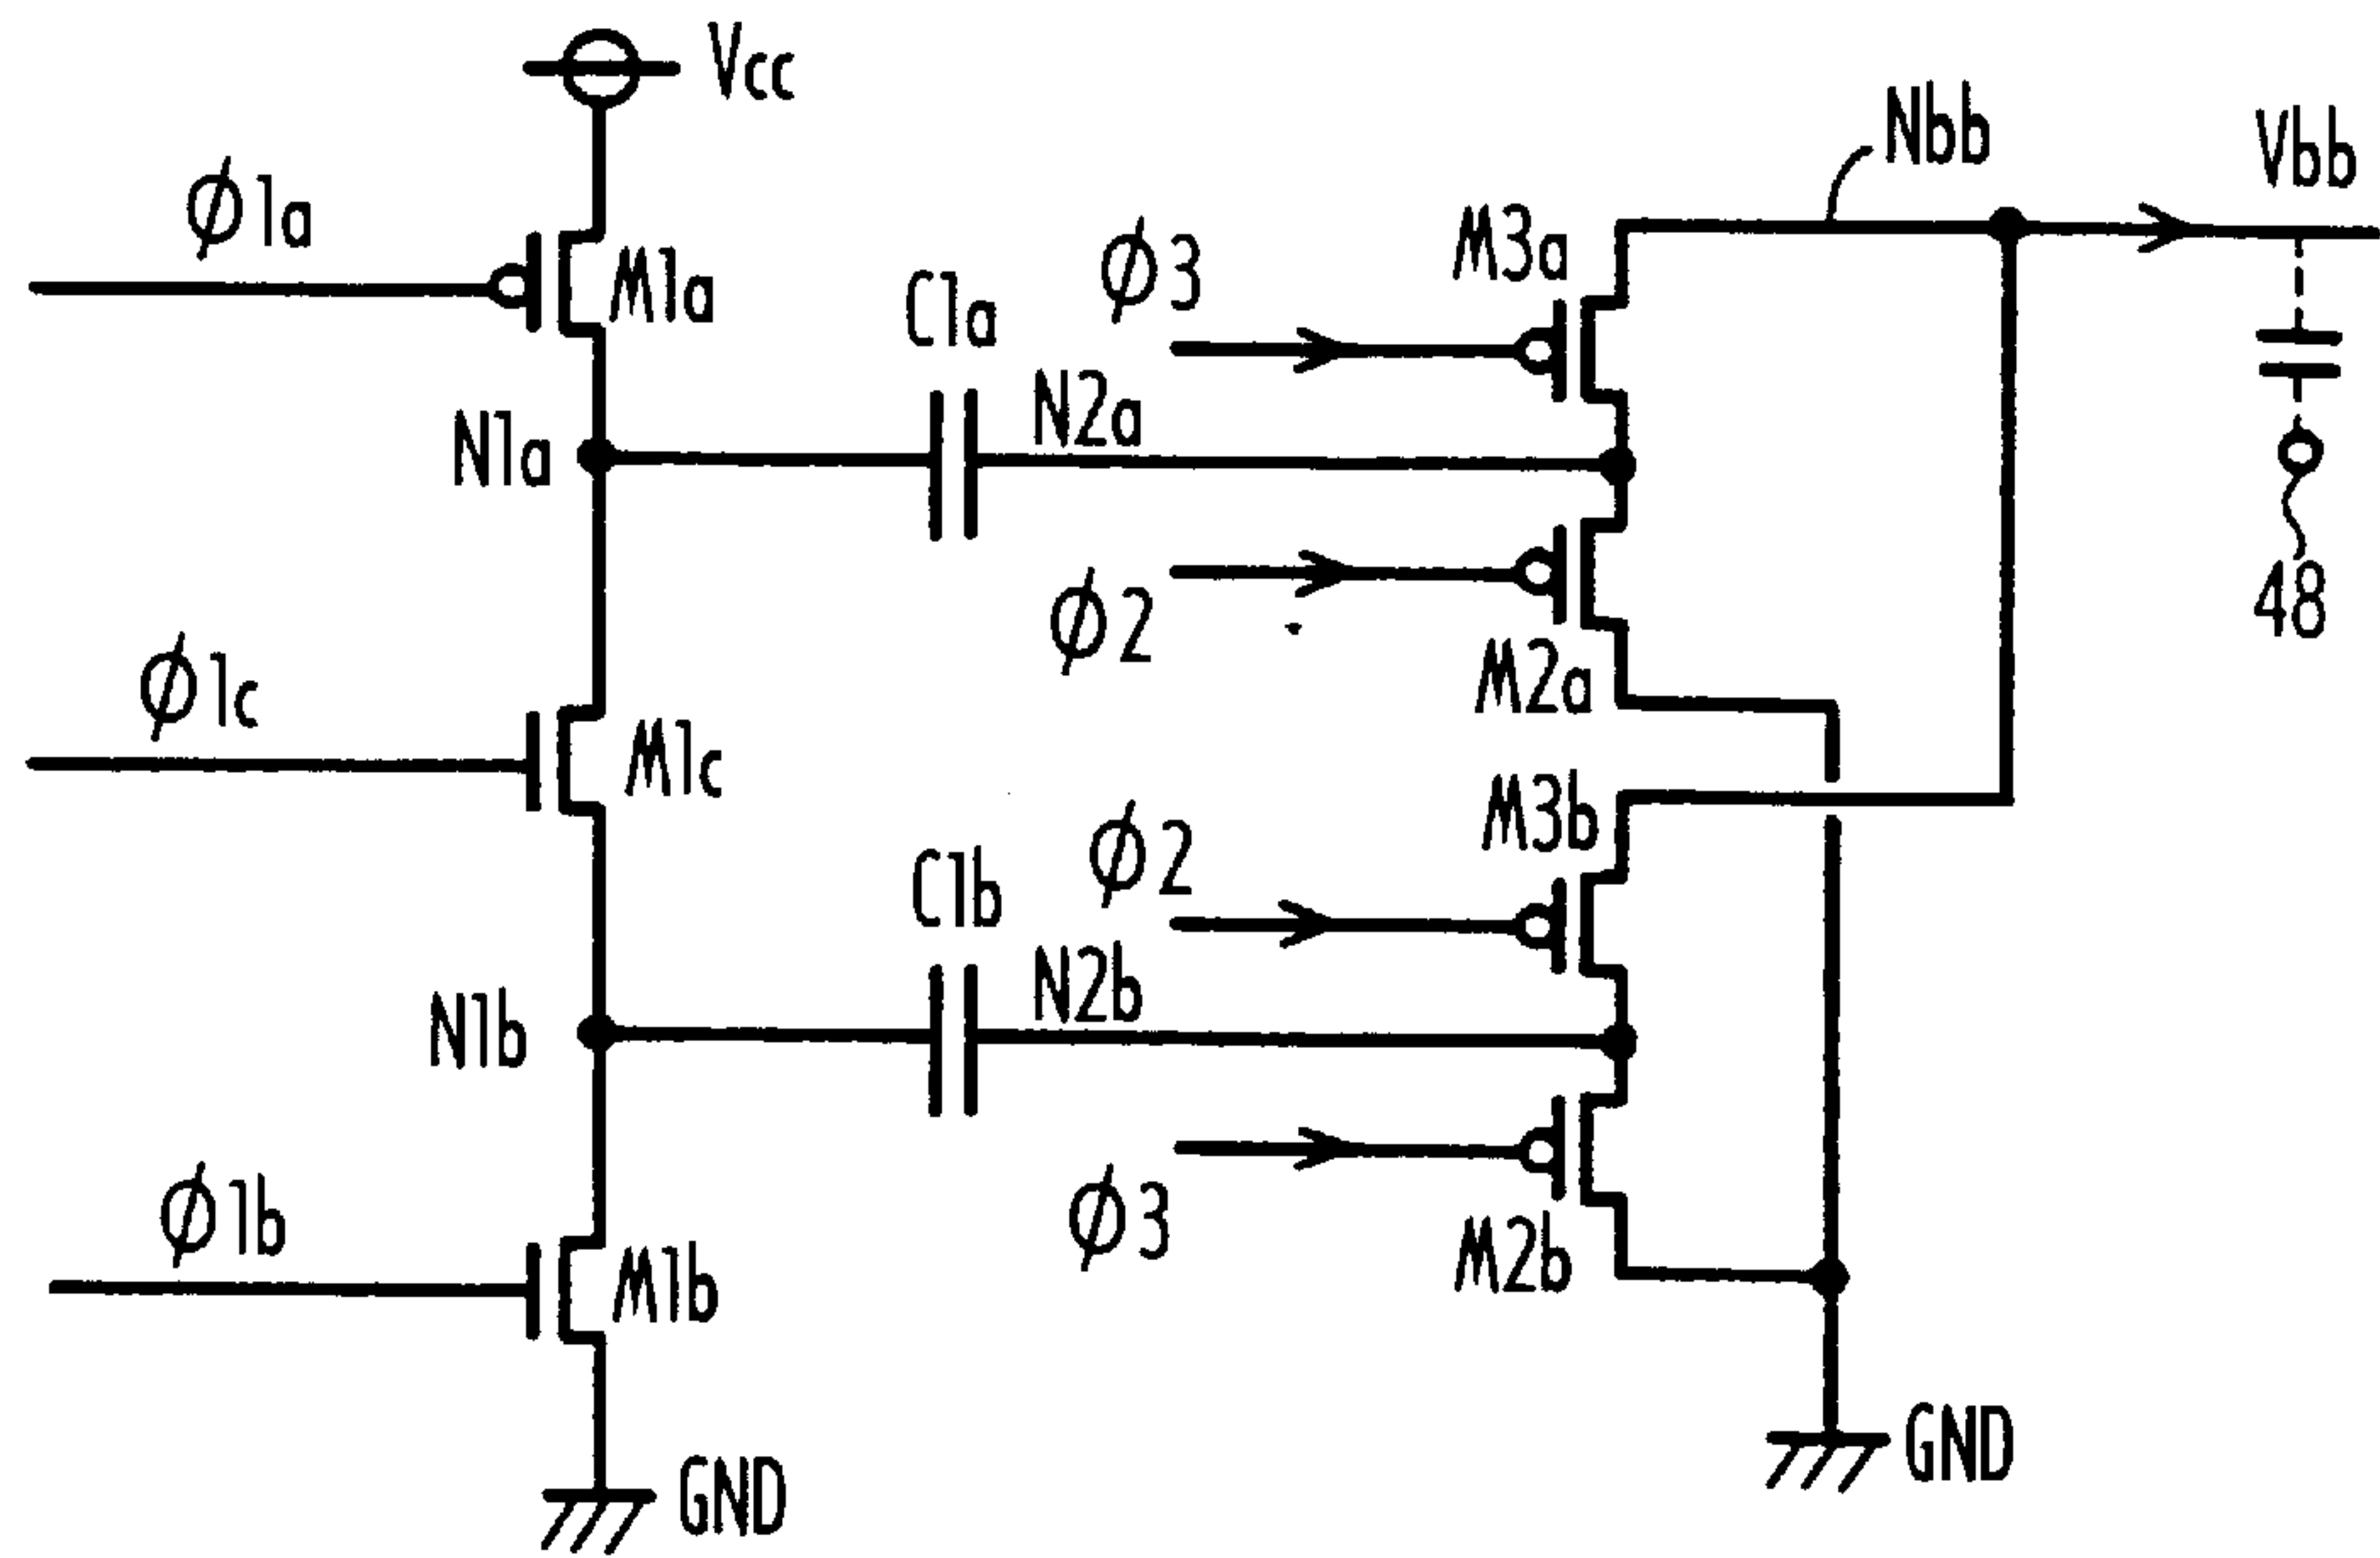 Vcc
Nbb
Vbb
φ1a
M1a
φ3
M3a
C1a
N2a
N1a
φ2
48
M2a
φ1c
M1c
φ2
M3b
C1b
N2b
N1b
φ3
M2b
φ1b
M1b
GND
GND